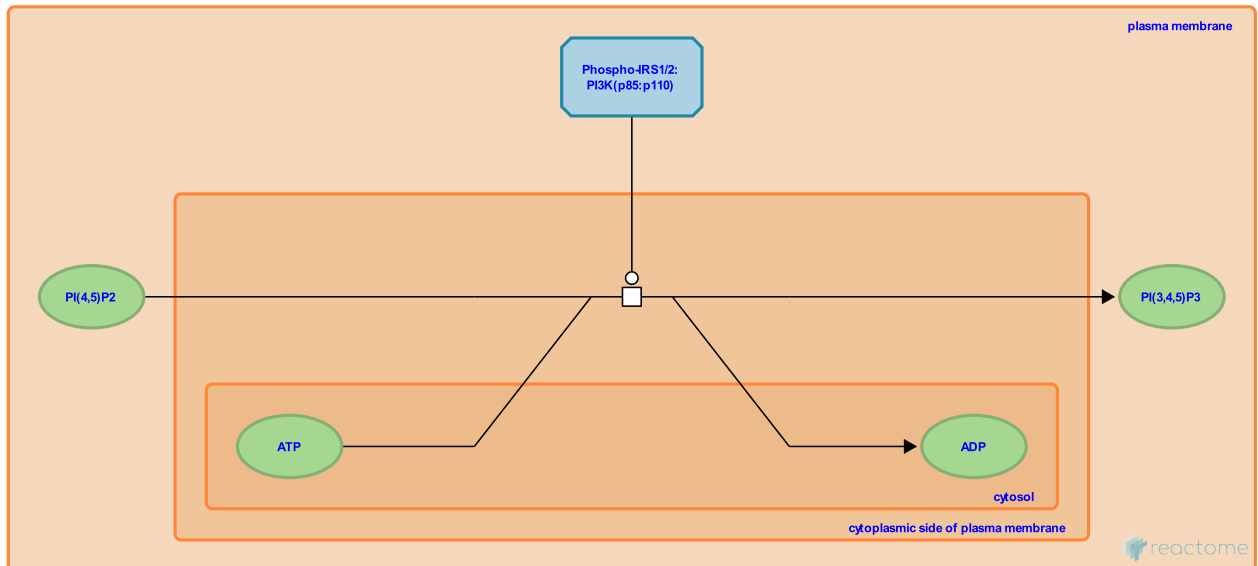 plasma membrane
Phospho-IRS1/2:
PI3K(p85:p110)
PI(4,5)P2
PI(3,4,5)P3
ATP
ADP
cytosol
cytoplasmic side of plasma membrane
reactome